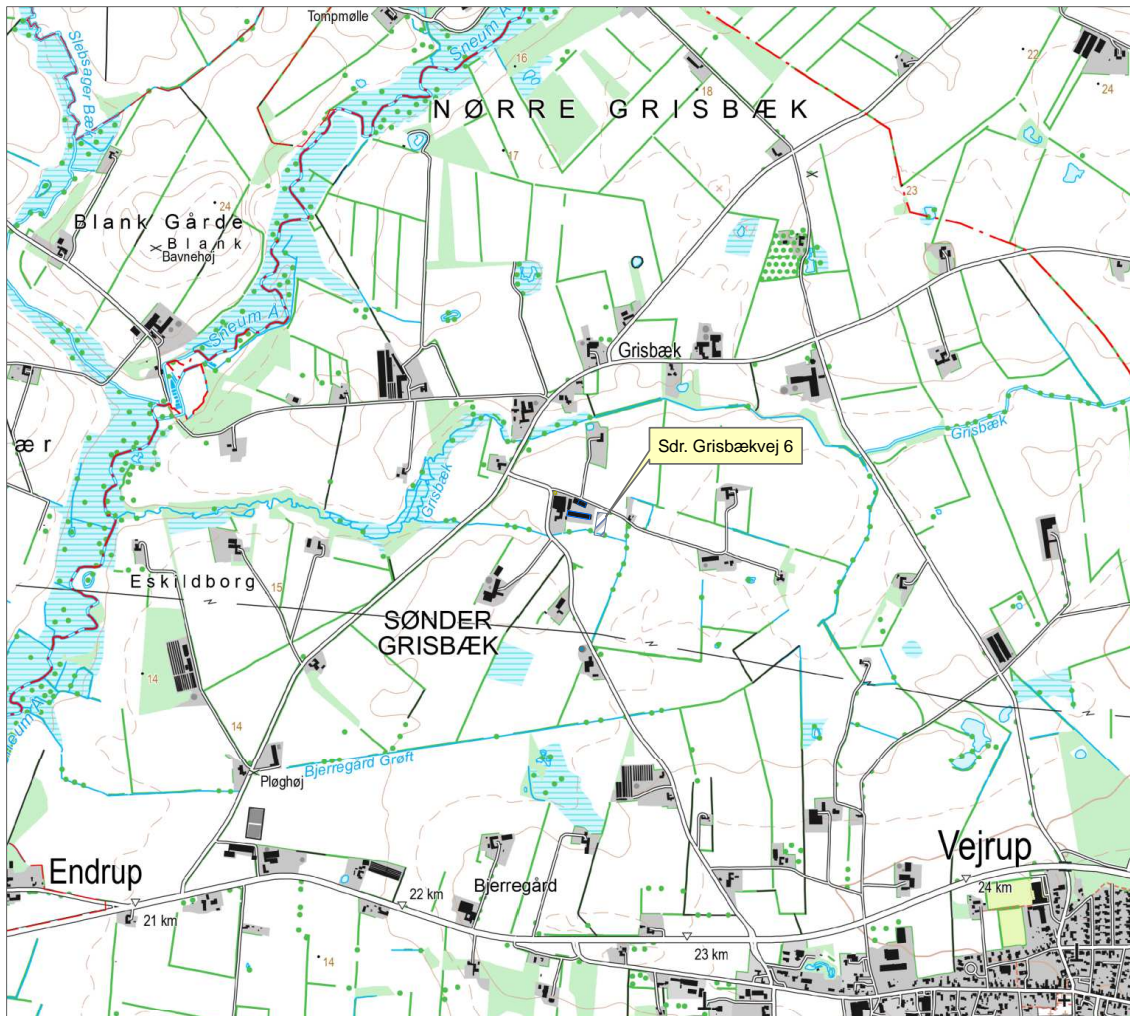 Tompmølle
Slebsager Bæk
Sneum Å
16
22
24
18
NØRRE GRISBÆK
17
23
24
Blank Gårde
Blank
Bavnehøj
Sneum Å
Grisbæk
ær
Grisbæk
Sdr. Grisbækvej 6
Grisbæk
Eskildborg
15
SØNDER
GRISBÆK
14
14
Bjerregård Grøft
Pløghøj
Endrup
Vejrup
Bjerregård
22 km
24 km
21 km
23 km
14